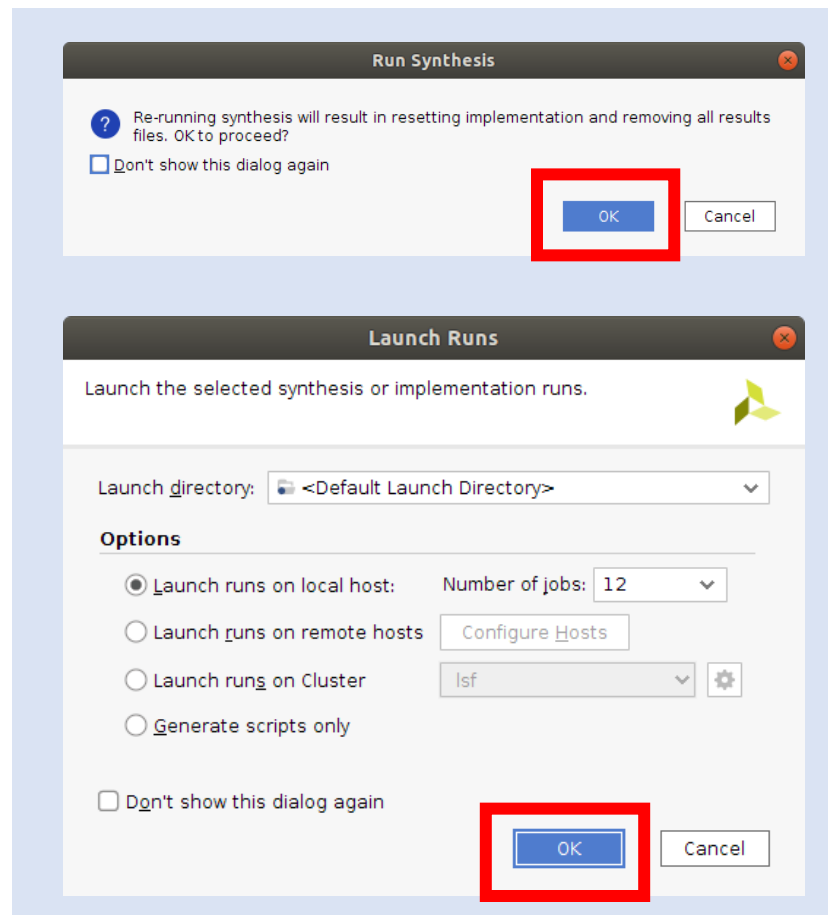 Run Synthesis
Re-running synthesis will result in resetting implementation and removing all results
files. OK to proceed?
Don't show this dialog again
OK Cancel
Launch Runs
Launch the selected synthesis or implementation runs.
Launch directory: <Default Launch Directory>
Options
Launch runs on local host: Number of jobs: 12
Launch runs on remote hosts Configure Hosts
Launch runs on Cluster lsf
Generate scripts only
Don't show this dialog again
OK Cancel